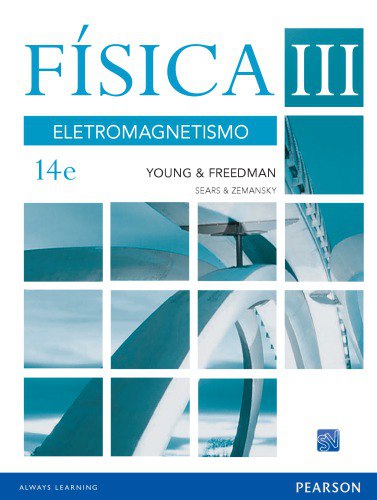 FÍSICA III
ELETROMAGNETISMO
14e
YOUNG & FREEDMAN
SEARS & ZEMANSKY
SV
ALWAYS LEARNING
PEARSON